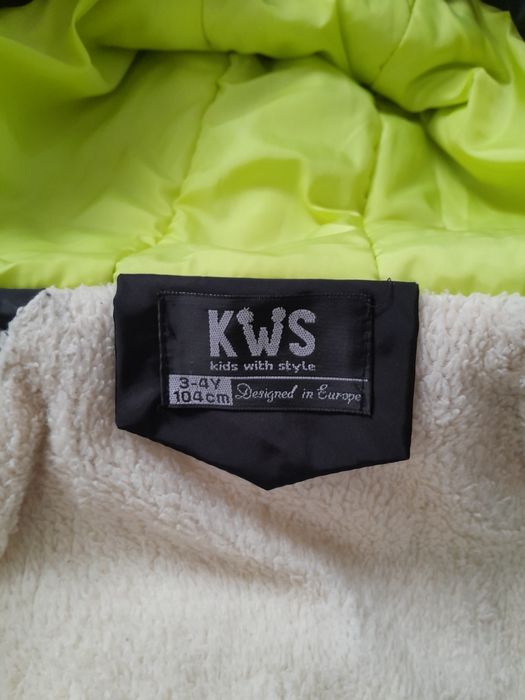 KWS
kids with style
3-4Y
104cm
Designed in Europe